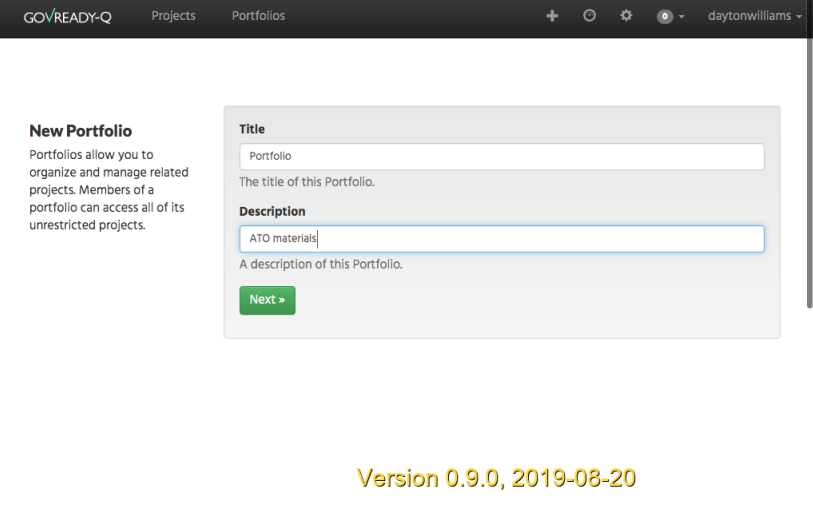 GOVREADY-Q Projects Portfolios 0 daytonwilliams
New Portfolio
Portfolios allow you to
organize and manage related
projects. Members of a
portfolio can access all of its
unrestricted projects.
Title
Portfolio
The title of this Portfolio.
Description
ATO materials
A description of this Portfolio.
Next »
Version 0.9.0, 2019-08-20